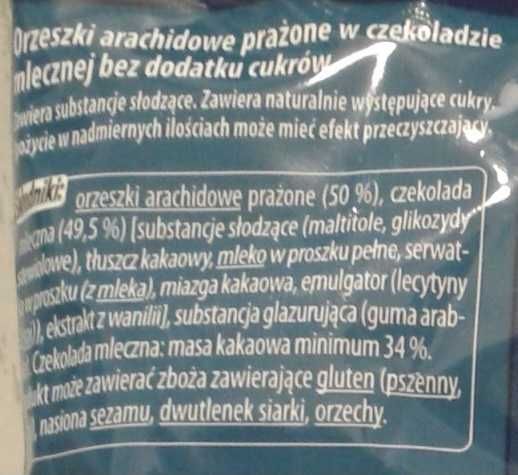 Orzeszki arachidowe prażone w czekoladzie
mlecznej bez dodatku cukrów.
Zawiera substancje słodzące. Zawiera naturalnie występujące cukry.
Spożycie w nadmiernych ilościach może mieć efekt przeczyszczający.
Składniki: orzeszki arachidowe prażone (50 %), czekolada
mleczna (49,5 %) [substancje słodzące (maltitole, glikozydy
stewiolowe), tłuszcz kakaowy, mleko w proszku pełne, serwat-
w proszku (z mleka), miazga kakaowa, emulgator (lecytyny
ekstrakt z wanilii], substancja glazurująca (guma arab-
Czekolada mleczna: masa kakaowa minimum 34 %.
może zawierać zboża zawierające gluten (pszenny,
nasiona sezamu, dwutlenek siarki, orzechy.